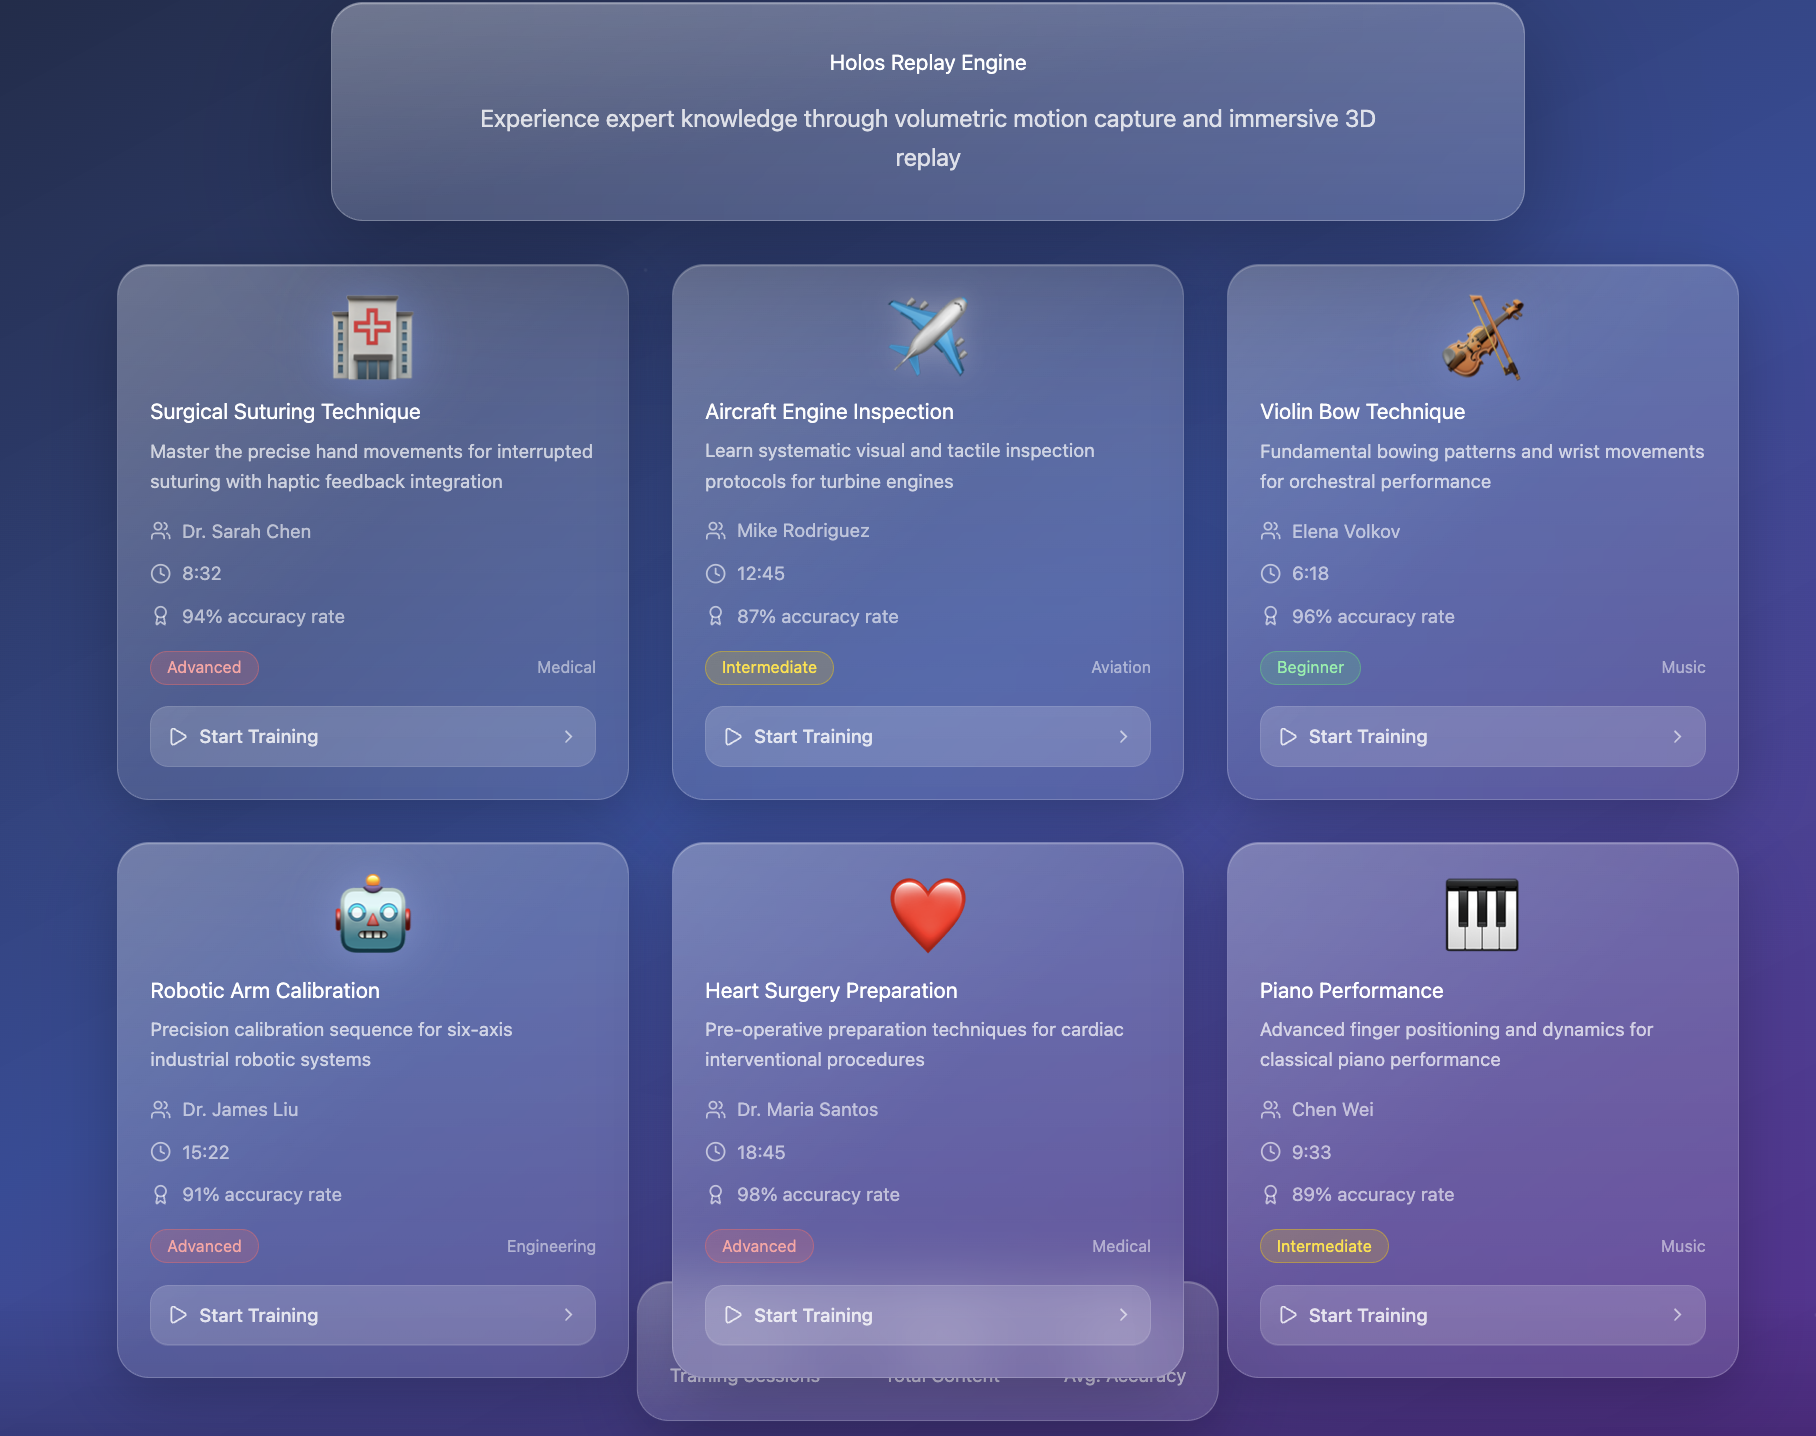 Holos Replay Engine
Experience expert knowledge through volumetric motion capture and immersive 3D
replay
Surgical Suturing Technique
Master the precise hand movements for interrupted
suturing with haptic feedback integration
Dr. Sarah Chen
8:32
94% accuracy rate
Advanced
Medical
Start Training
Aircraft Engine Inspection
Learn systematic visual and tactile inspection
protocols for turbine engines
Mike Rodriguez
12:45
87% accuracy rate
Intermediate
Aviation
Start Training
Violin Bow Technique
Fundamental bowing patterns and wrist movements
for orchestral performance
Elena Volkov
6:18
96% accuracy rate
Beginner
Music
Start Training
Robotic Arm Calibration
Precision calibration sequence for six-axis
industrial robotic systems
Dr. James Liu
15:22
91% accuracy rate
Advanced
Engineering
Start Training
Heart Surgery Preparation
Pre-operative preparation techniques for cardiac
interventional procedures
Dr. Maria Santos
18:45
98% accuracy rate
Advanced
Medical
Start Training
Piano Performance
Advanced finger positioning and dynamics for
classical piano performance
Chen Wei
9:33
89% accuracy rate
Intermediate
Music
Start Training
Training Sessions
Total Content
Avg. Accuracy